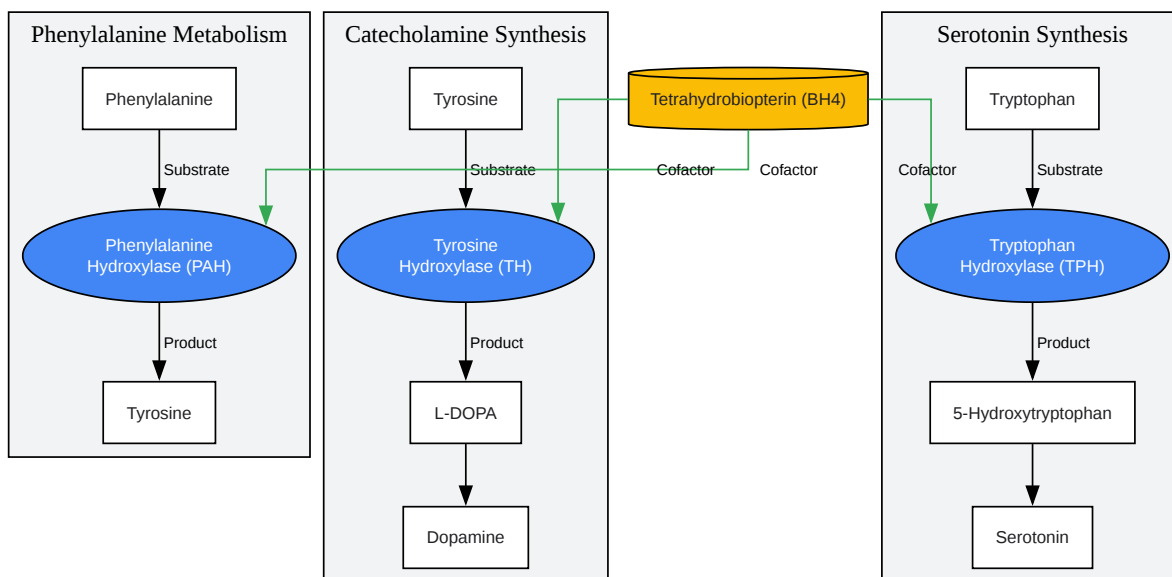 Phenylalanine Metabolism
Phenylalanine
Substrate
Phenylalanine
Hydroxylase (PAH)
Product
Tyrosine
Catecholamine Synthesis
Tyrosine
Substrate
Tyrosine
Hydroxylase (TH)
Product
L-DOPA
Dopamine
Tetrahydrobiopterin (BH4)
Cofactor
Cofactor
Cofactor
Serotonin Synthesis
Tryptophan
Substrate
Tryptophan
Hydroxylase (TPH)
Product
5-Hydroxytryptophan
Serotonin